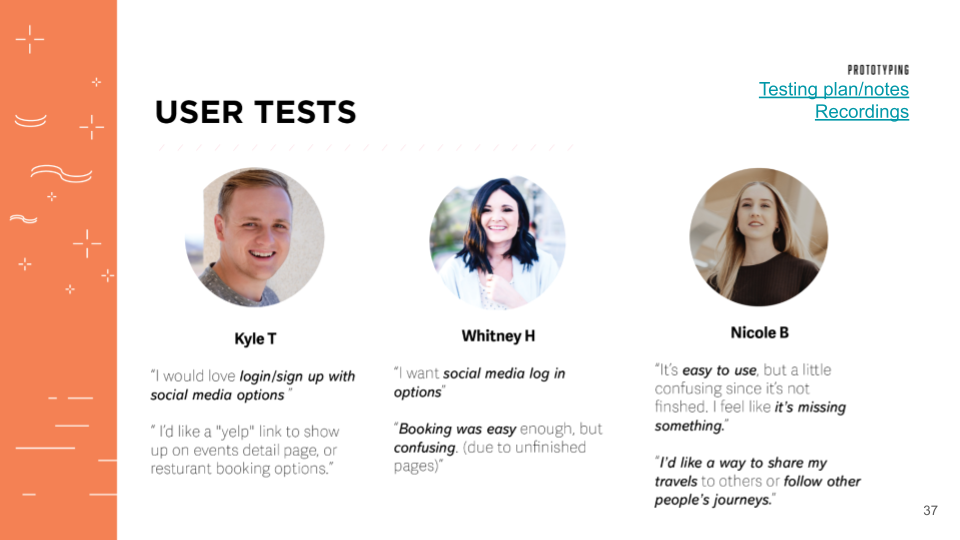 PROTOTYPING
Testing plan/notes
Recordings
USER TESTS
Kyle T
"I would love login/sign up with
social media options "
" I'd like a "yelp" link to show
up on events detail page, or
resturant booking options."
Whitney H
"I want social media log in
options"
"Booking was easy enough, but
confusing. (due to unfinished
pages)"
Nicole B
"It's easy to use, but a little
confusing since it's not
finshed. I feel like it's missing
something."
"I'd like a way to share my
travels to others or follow other
people's journeys."
37